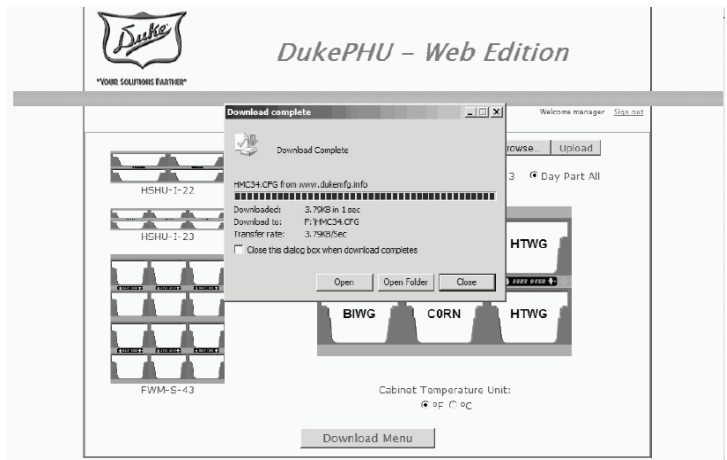 Duke
"YOUR SOLUTIONS PARTNER"
DukePHU – Web Edition
Welcome manager Sign out
Download complete
Download Complete
HMC34.CFG from www.dukemfg.info
Downloaded: 3.79KB in 1 sec
Download to: F:\HMC34.CFG
Transfer rate: 3.79KB/Sec
Close this dialog box when download completes
Open Open Folder Close
rowse... Upload
3 Day Part All
HSHU-I-22
HSHU-I-23
FWM-S-43
HTWG
BIWG CORN HTWG
Cabinet Temperature Unit:
°F °C
Download Menu